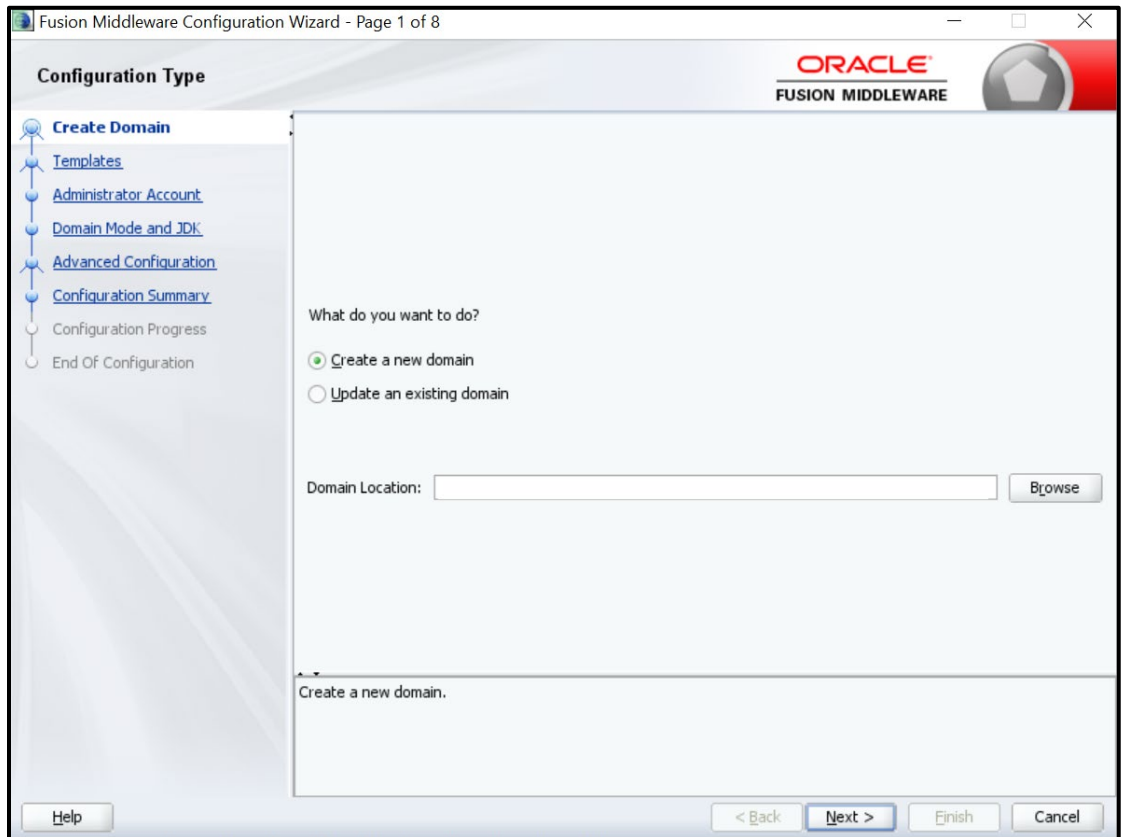 Fusion Middleware Configuration Wizard - Page 1 of 8
Configuration Type
ORACLE
FUSION MIDDLEWARE
Create Domain
Templates
Administrator Account
Domain Mode and JDK
Advanced Configuration
Configuration Summary
Configuration Progress
End Of Configuration
What do you want to do?
Create a new domain
Update an existing domain
Domain Location:
Browse
Create a new domain.
Help
< Back
Next >
Finish
Cancel